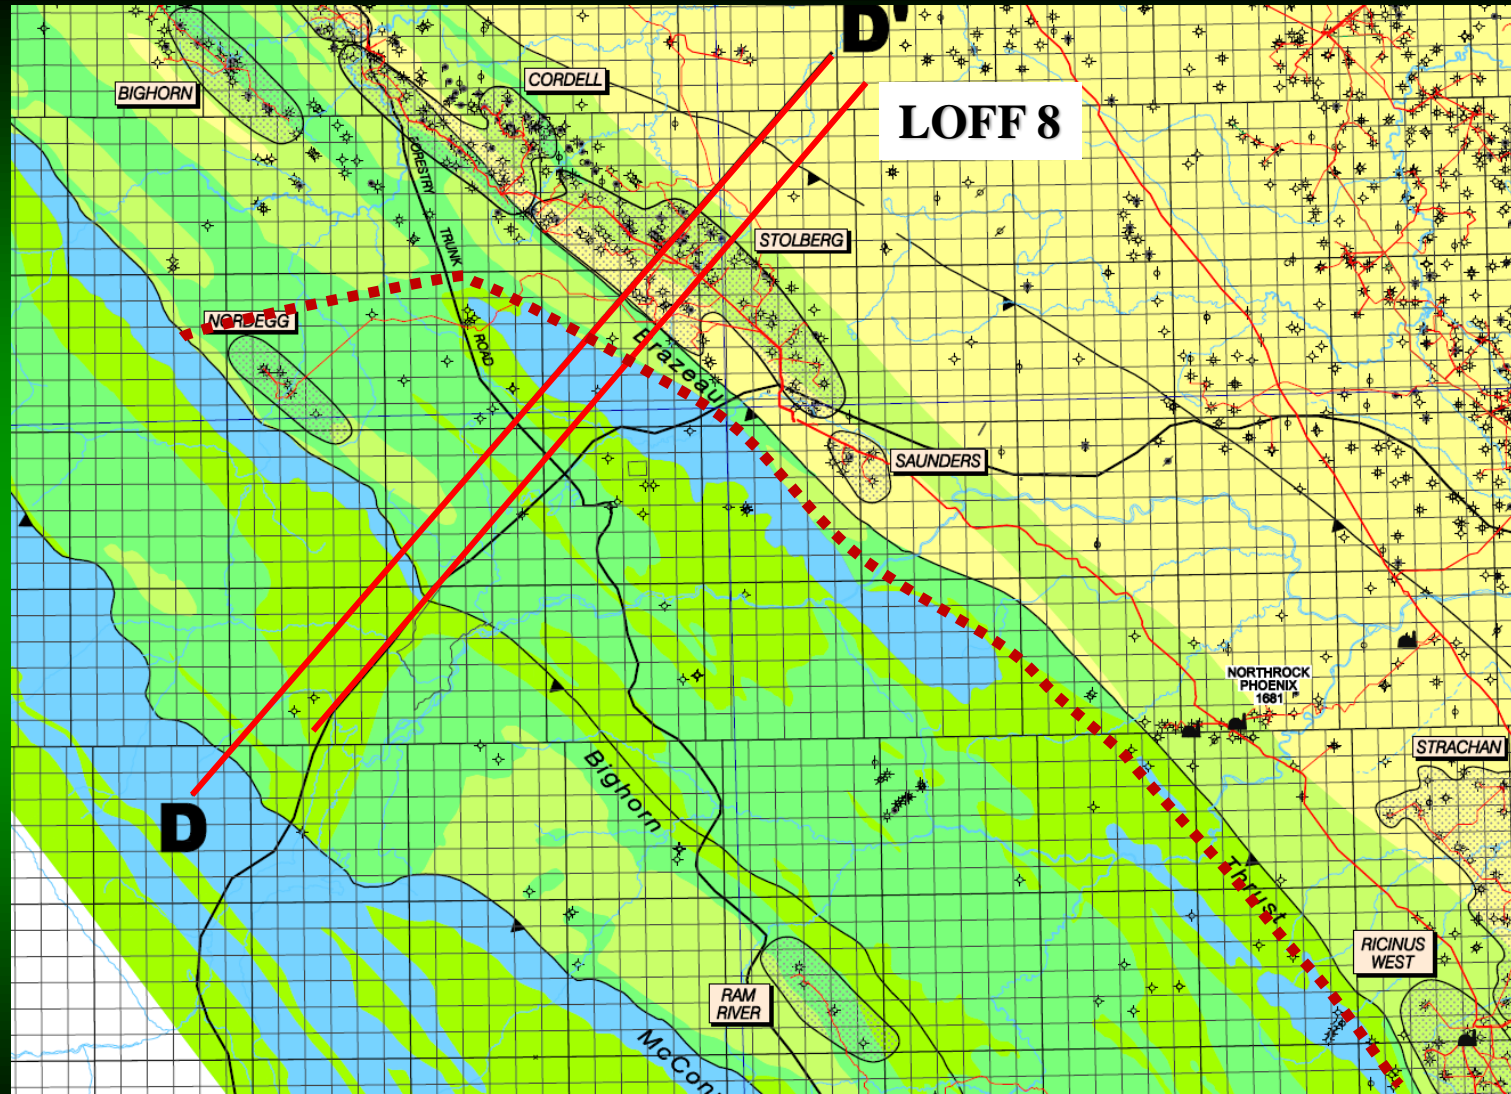 D'
LOFF 8
CORDELL
BIGHORN
FORESTRY
TRUNK
ROAD
STOLBERG
NORDEGG
Brazeau
SAUNDERS
NORTHROCK
PHOENIX
1681
STRACHAN
Bighorn
D
Thrust
RICINUS
WEST
RAM
RIVER
McCon